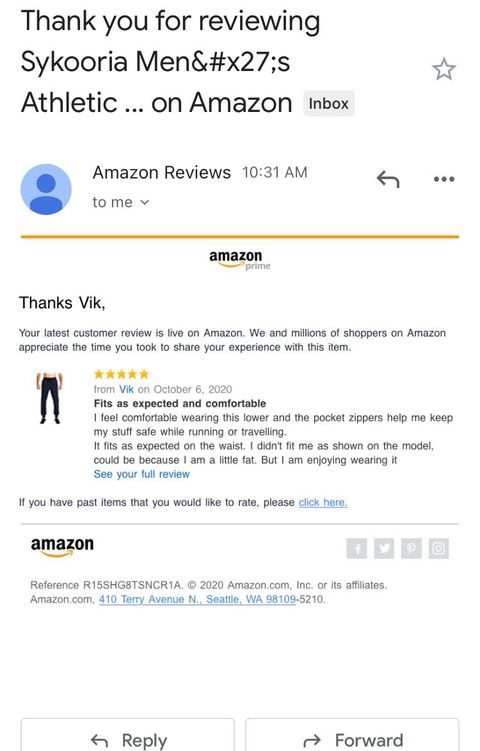 Thank you for reviewing
Sykooria Men&#x27;s
Athletic ... on Amazon Inbox
Amazon Reviews 10:31 AM
to me
amazon
prime
Thanks Vik,
Your latest customer review is live on Amazon. We and millions of shoppers on Amazon
appreciate the time you took to share your experience with this item.
from Vik on October 6, 2020
Fits as expected and comfortable
I feel comfortable wearing this lower and the pocket zippers help me keep
my stuff safe while running or travelling.
It fits as expected on the waist. I didn't fit me as shown on the model,
could be because I am a little fat. But I am enjoying wearing it
See your full review
If you have past items that you would like to rate, please click here.
amazon
Reference R15SHG8TSNCR1A. © 2020 Amazon.com, Inc. or its affiliates.
Amazon.com, 410 Terry Avenue N., Seattle, WA 98109-5210.
Reply Forward